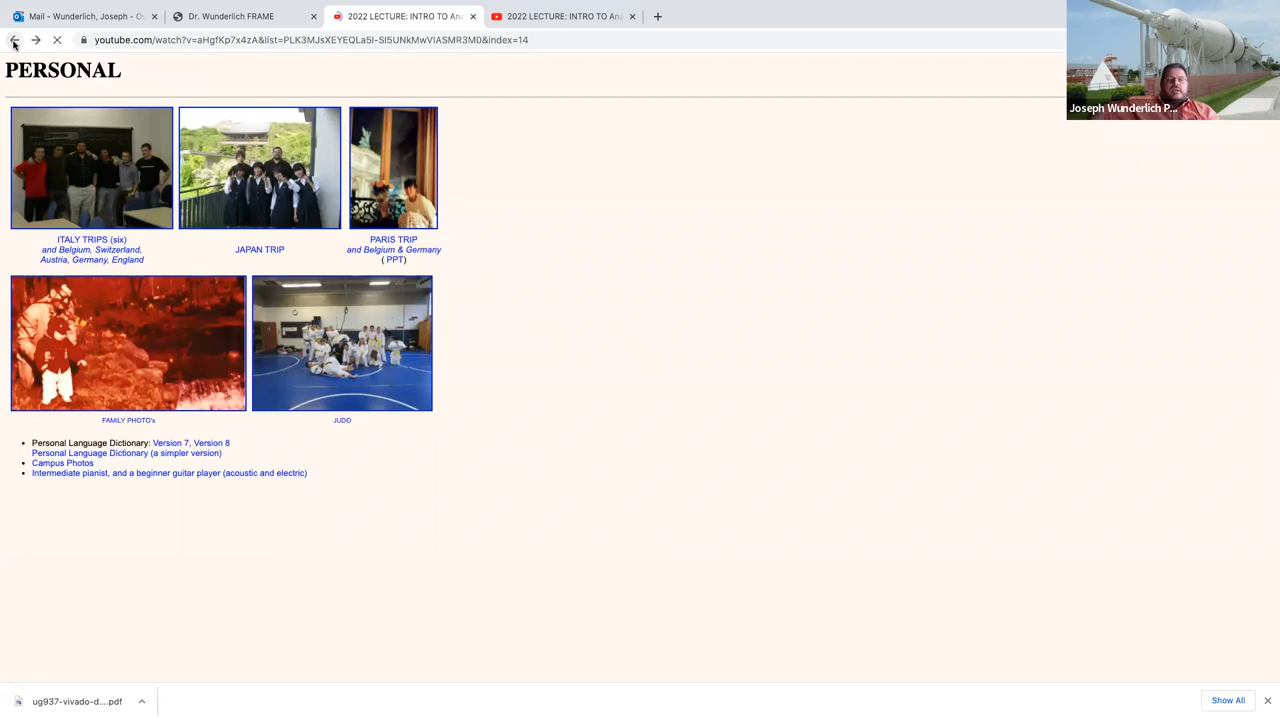 Mail - Wunderlich, Joseph - Ou
Dr. Wunderlich FRAME
2022 LECTURE: INTRO TO Ana
2022 LECTURE: INTRO TO Ana
youtube.com/watch?v=aHgfKp7x4zA&list=PLK3MJsXEYEQLa5l-SI5UNkMwVIASMR3M0&index=14
Joseph Wunderlich P...
PERSONAL
ITALY TRIPS (six)
and Belgium, Switzerland,
Austria, Germany, England
JAPAN TRIP
PARIS TRIP
and Belgium & Germany
( PPT)
FAMILY PHOTO's
JUDO
Personal Language Dictionary: Version 7, Version 8
Personal Language Dictionary (a simpler version)
Campus Photos
Intermediate pianist, and a beginner guitar player (acoustic and electric)
ug937-vivado-d....pdf
Show All